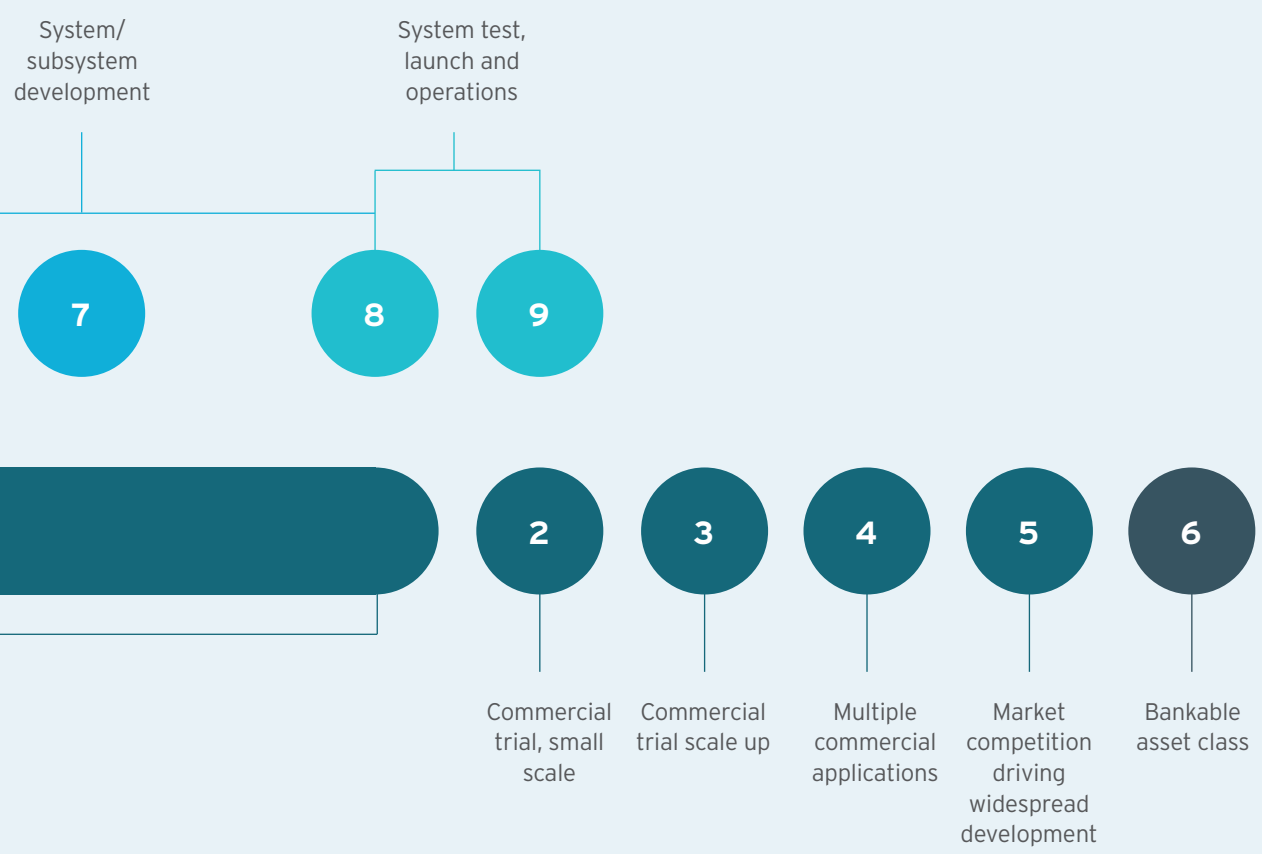 System/
subsystem
development
System test,
launch and
operations
7
8
9
2
3
4
5
6
Commercial
trial, small
scale
Commercial
trial scale up
Multiple
commercial
applications
Market
competition
driving
widespread
development
Bankable
asset class